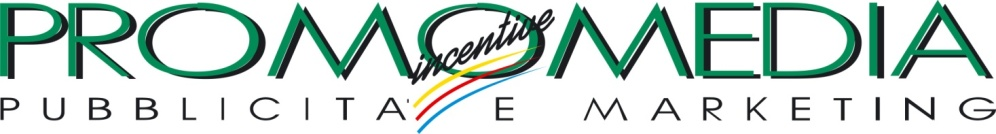 PROMOMEDIA
incentive
PUBBLICITA' E MARKETING